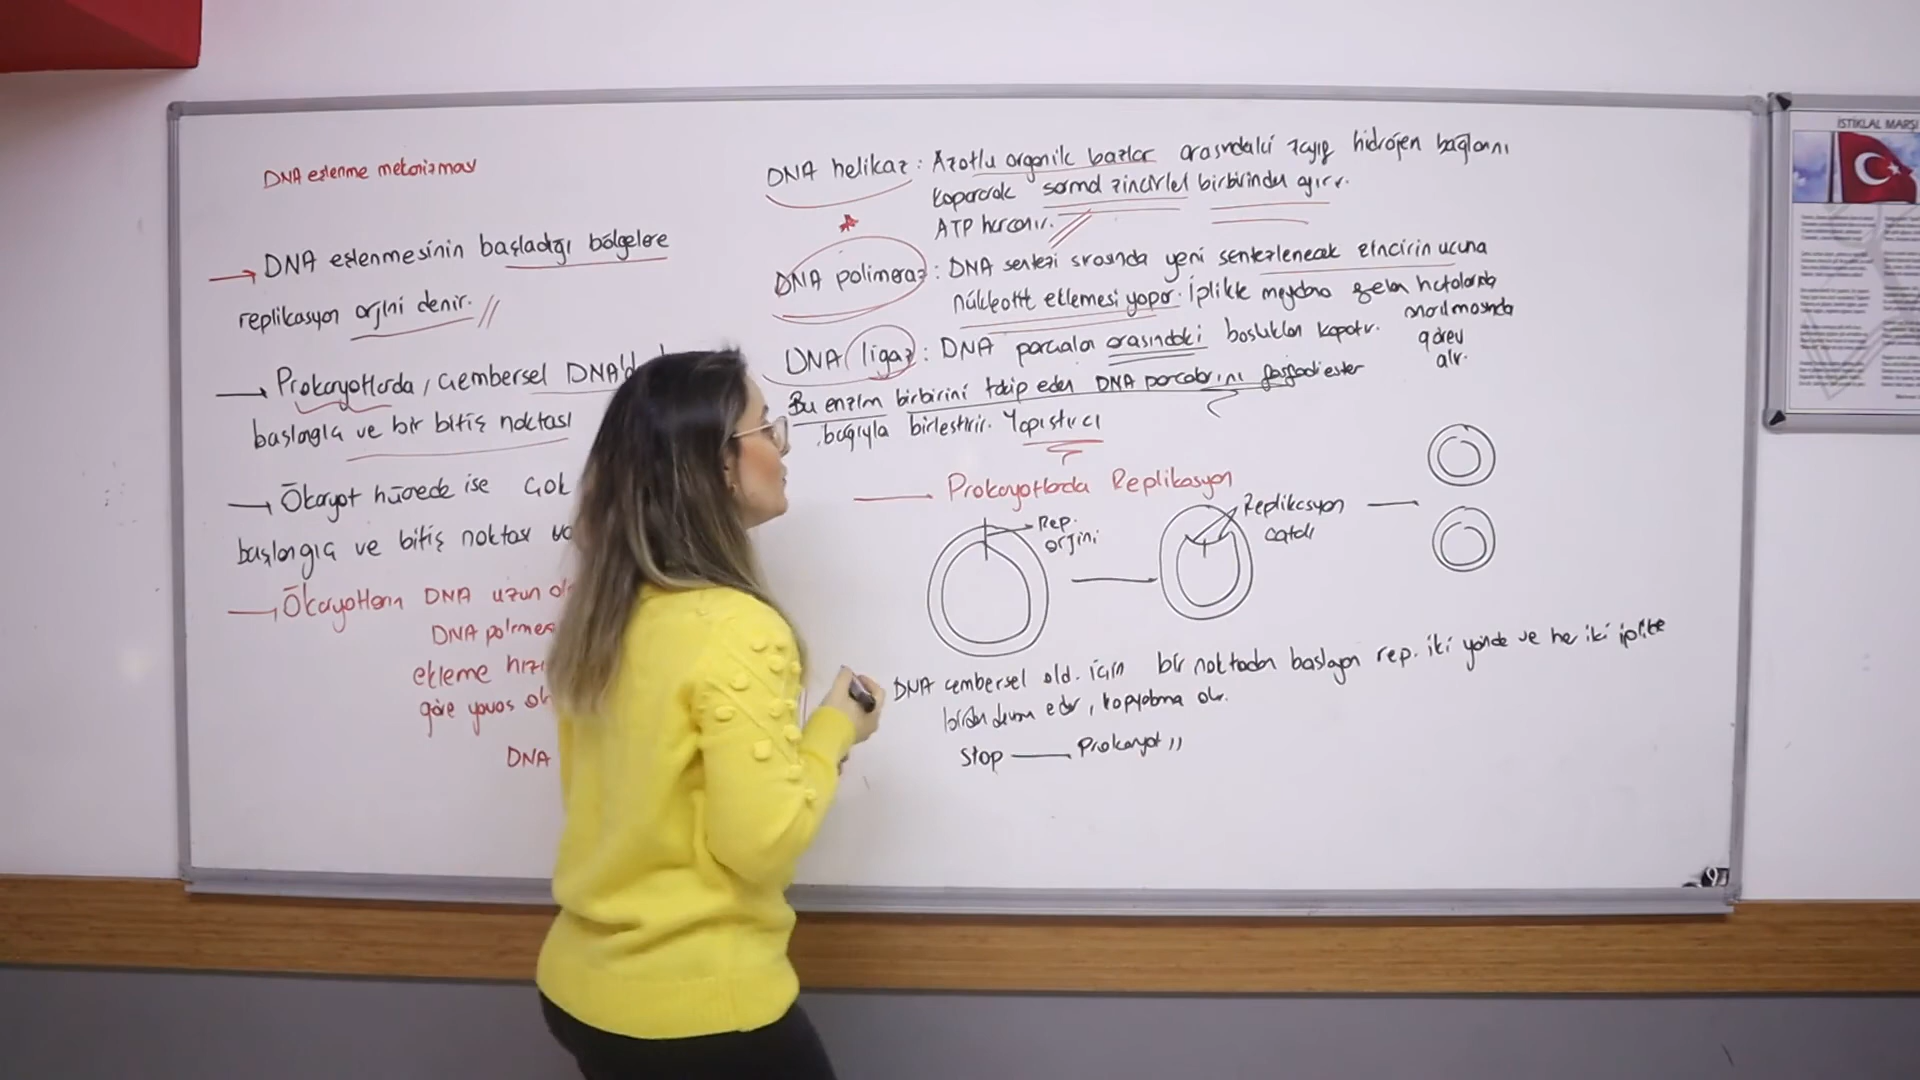 DNA eşlenme mekanizması
DNA eşlenmesinin başladığı bölgelere
replikasyon orjini denir.
Prokaryotlarda, çembersel DNA'd
başlangıç ve bir bitiş noktası
Ökaryot hücrede ise çok
başlangıç ve bitiş noktası va
Ökaryotların DNA uzun ol
DNA polimer
ekleme hızı
göre yavaş ol
DNA
DNA helikaz: Azotlu organik bazlar arasındaki zayıf hidrojen bağlarını
kopararak sarmal zincirleri birbirinden ayırır.
ATP harcanır.
DNA polimeraz: DNA sentezi sırasında yeni sentezlenecek zincirin ucuna
nükleotit eklemesi yapar. İplikte meydana gelen hataların
onarılmasında
görev
alır.
DNA ligaz: DNA parçaları arasındaki boşlukları kapatır.
Bu enzim birbirini takip eden DNA parçalarını fosfodiester
bağıyla birleştirir. Yapıştırıcı
Prokaryotlarda Replikasyon
Rep.
orjini
Replikasyon
çatalı
DNA çembersel old. için bir noktadan başlayan rep. iki yönde ve her iki iplikte
birden devam eder, kopyalama olur.
Stop — Prokaryot
İSTİKLAL MARŞI